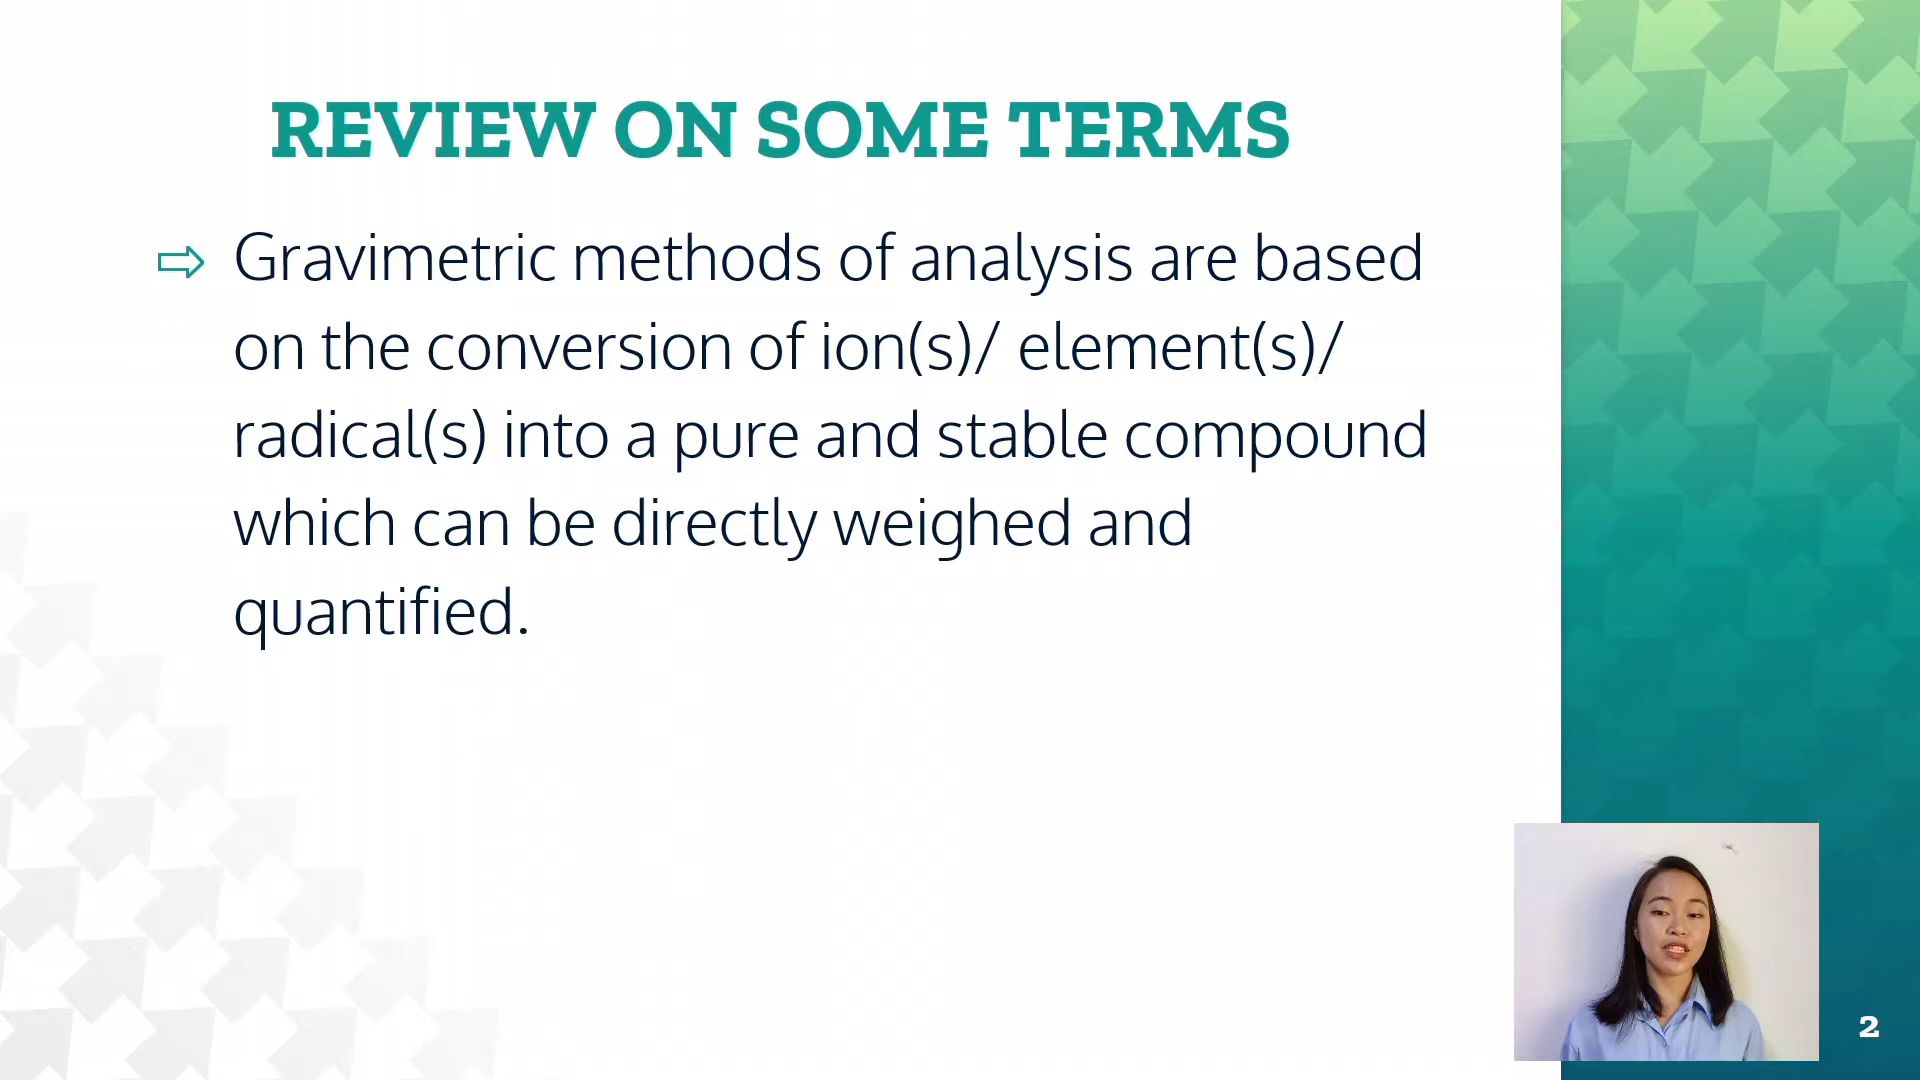 REVIEW ON SOME TERMS
⇨ Gravimetric methods of analysis are based
on the conversion of ion(s)/ element(s)/
radical(s) into a pure and stable compound
which can be directly weighed and
quantified.
2